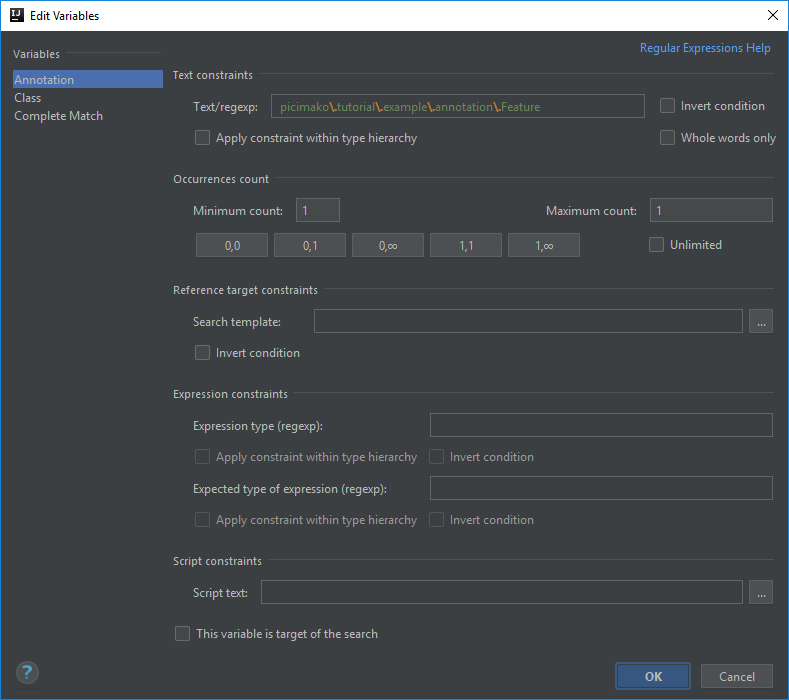 IJ Edit Variables
Regular Expressions Help
Variables
Annotation
Class
Complete Match
Text constraints
Text/regexp: picimako\.tutorial\.example\.annotation\.Feature Invert condition
Apply constraint within type hierarchy Whole words only
Occurrences count
Minimum count: 1 Maximum count: 1
0,0 0,1 0,∞ 1,1 1,∞ Unlimited
Reference target constraints
Search template: ...
Invert condition
Expression constraints
Expression type (regexp):
Apply constraint within type hierarchy Invert condition
Expected type of expression (regexp):
Apply constraint within type hierarchy Invert condition
Script constraints
Script text: ...
This variable is target of the search
? OK Cancel